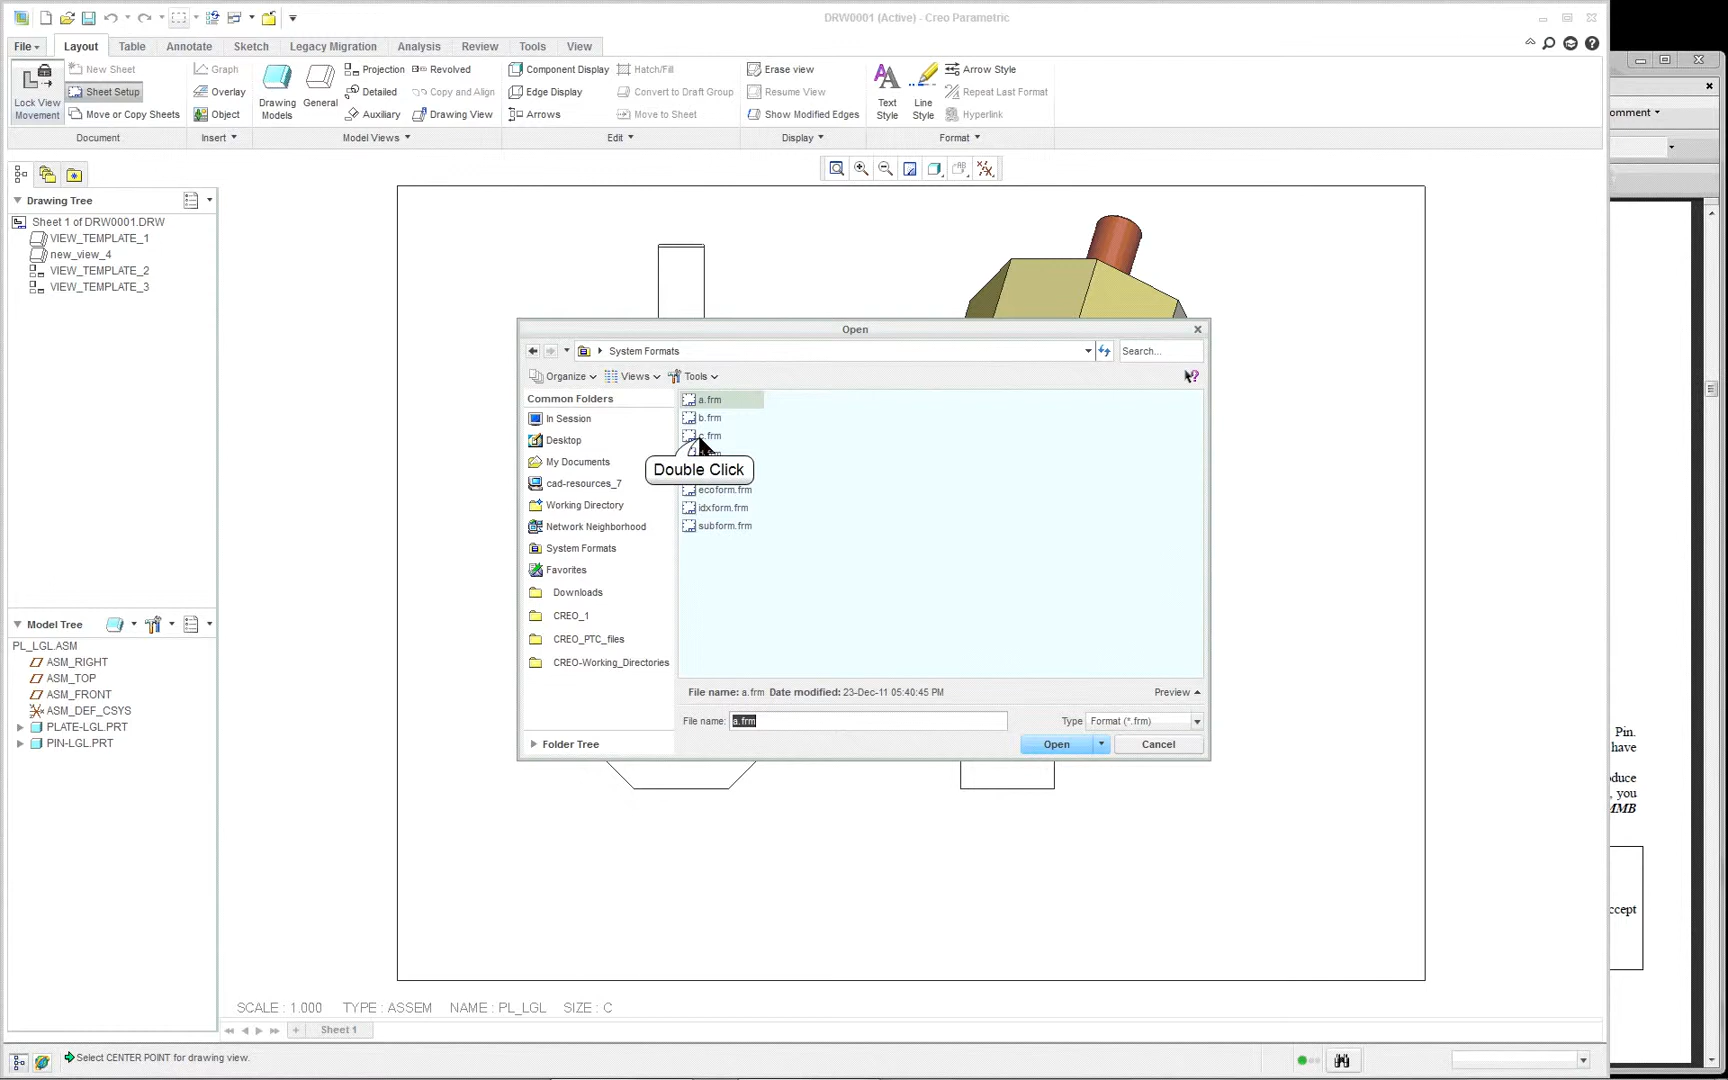 DRW0001 (Active) - Creo Parametric
File
Layout
Table
Annotate
Sketch
Legacy Migration
Analysis
Review
Tools
View
Lock View Movement
New Sheet
Sheet Setup
Move or Copy Sheets
Document
Graph
Overlay
Object
Insert
Drawing Models
General
Projection
Detailed
Auxiliary
Revolved
Copy and Align
Drawing View
Model Views
Component Display
Edge Display
Arrows
Hatch/Fill
Convert to Draft Group
Move to Sheet
Edit
Erase view
Resume View
Show Modified Edges
Display
Text Style
Line Style
Arrow Style
Repeat Last Format
Hyperlink
Format
omment
Drawing Tree
Sheet 1 of DRW0001.DRW
VIEW_TEMPLATE_1
new_view_4
VIEW_TEMPLATE_2
VIEW_TEMPLATE_3
Model Tree
PL_LGL.ASM
ASM_RIGHT
ASM_TOP
ASM_FRONT
ASM_DEF_CSYS
PLATE-LGL.PRT
PIN-LGL.PRT
Open
System Formats
Search...
Organize
Views
Tools
Common Folders
In Session
Desktop
My Documents
cad-resources_7
Working Directory
Network Neighborhood
System Formats
Favorites
Downloads
CREO_1
CREO_PTC_files
CREO-Working_Directories
Folder Tree
a.frm
b.frm
c.frm
Double Click
ecoform.frm
idxform.frm
subform.frm
File name: a.frm Date modified: 23-Dec-11 05:40:45 PM
Preview
File name: a.frm
Type Format (*.frm)
Open
Cancel
Pin.
have
oduce
, you
MMB
ccept
SCALE : 1.000 TYPE : ASSEM NAME : PL_LGL SIZE : C
Sheet 1
Select CENTER POINT for drawing view.